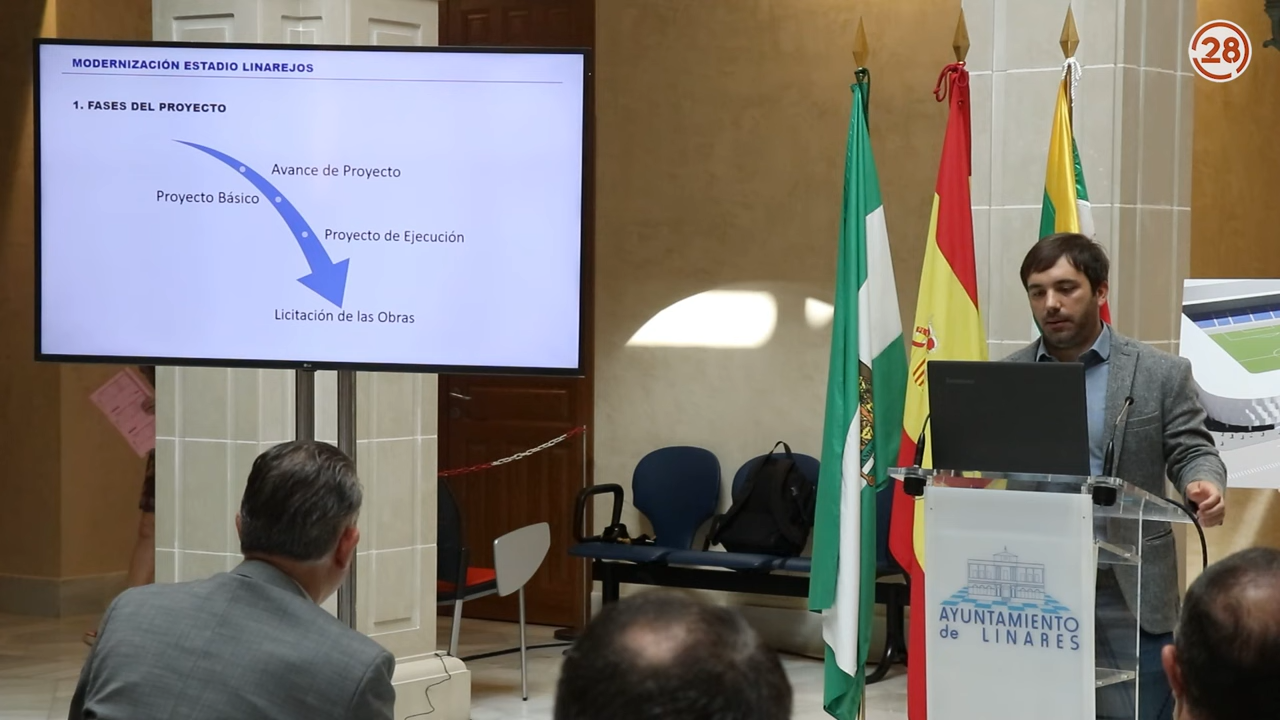 MODERNIZACIÓN ESTADIO LINAREJOS
1. FASES DEL PROYECTO
Avance de Proyecto
Proyecto Básico
Proyecto de Ejecución
Licitación de las Obras
28
AYUNTAMIENTO
de LINARES